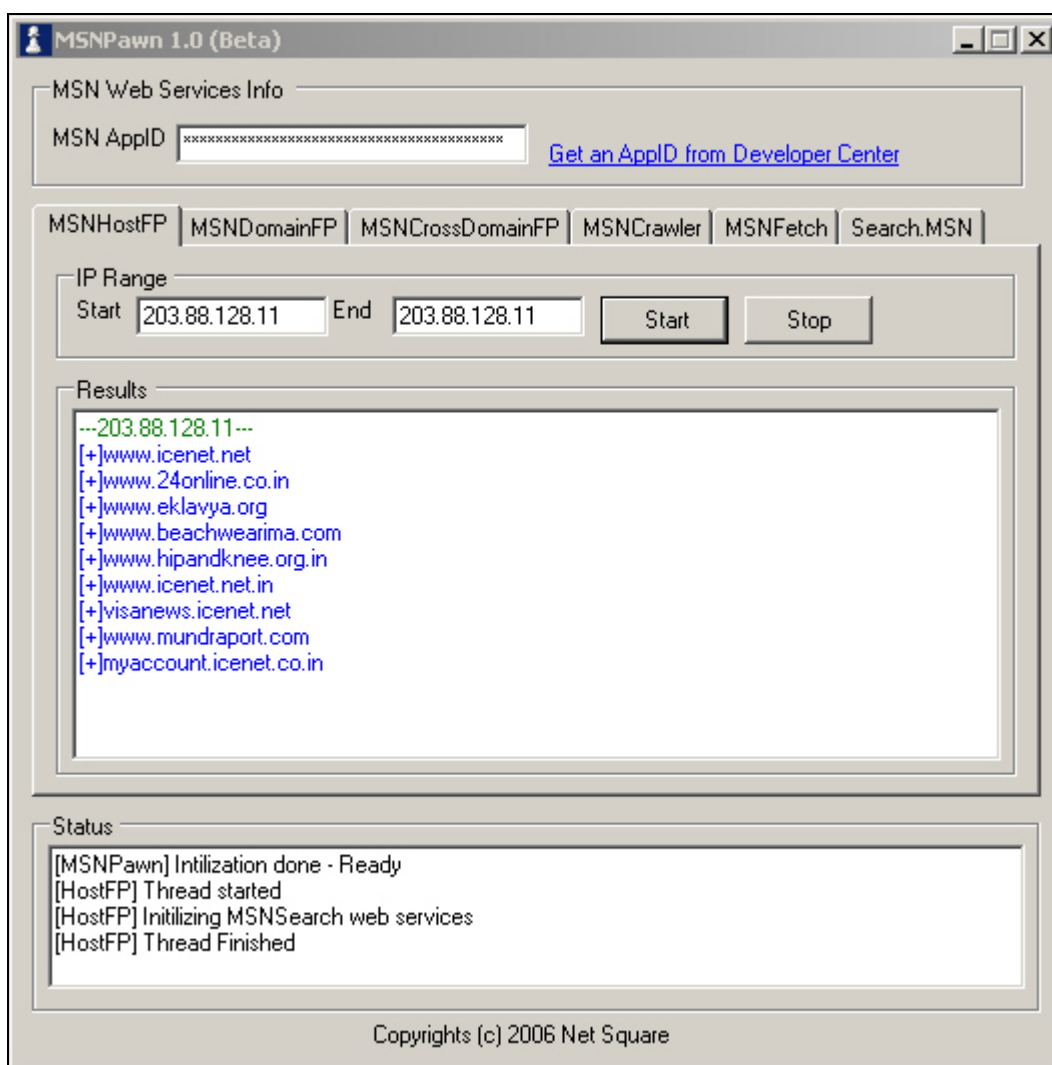 MSNPawn 1.0 (Beta)
MSN Web Services Info
MSN AppID ****************************************
Get an AppID from Developer Center
MSNHostFP MSNDomainFP MSNCrossDomainFP MSNCrawler MSNFetch Search.MSN
IP Range
Start 203.88.128.11 End 203.88.128.11 Start Stop
Results
---203.88.128.11---
[+]www.icenet.net
[+]www.24online.co.in
[+]www.eklavya.org
[+]www.beachwearima.com
[+]www.hipandknee.org.in
[+]www.icenet.net.in
[+]visanews.icenet.net
[+]www.mundraport.com
[+]myaccount.icenet.co.in
Status
[MSNPawn] Intilization done - Ready
[HostFP] Thread started
[HostFP] Initilizing MSNSearch web services
[HostFP] Thread Finished
Copyrights (c) 2006 Net Square